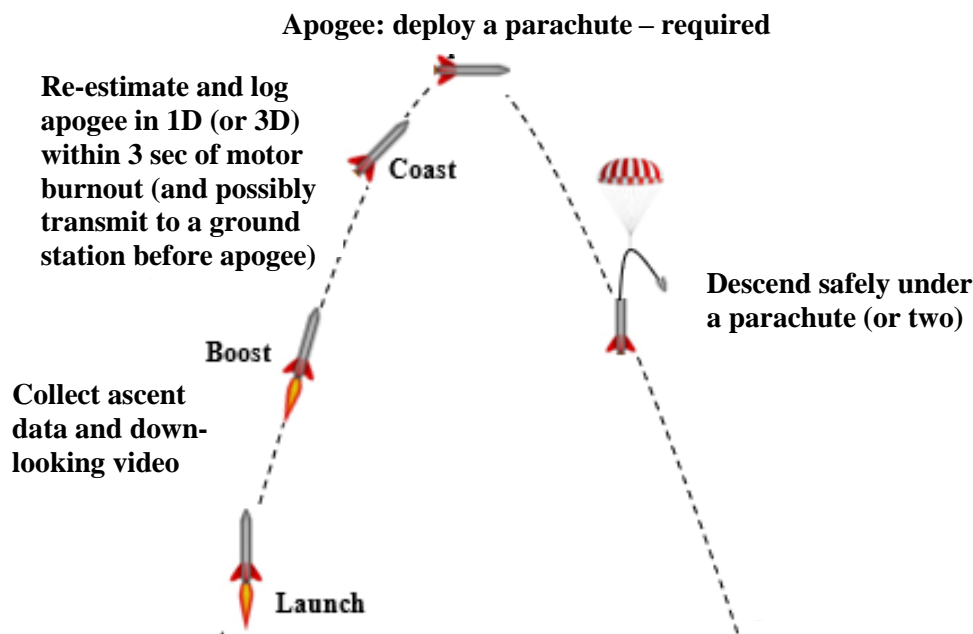 Apogee: deploy a parachute – required
Re-estimate and log
apogee in 1D (or 3D)
within 3 sec of motor
burnout (and possibly
transmit to a ground
station before apogee)
Coast
Descend safely under
a parachute (or two)
Boost
Collect ascent
data and down-
looking video
Launch